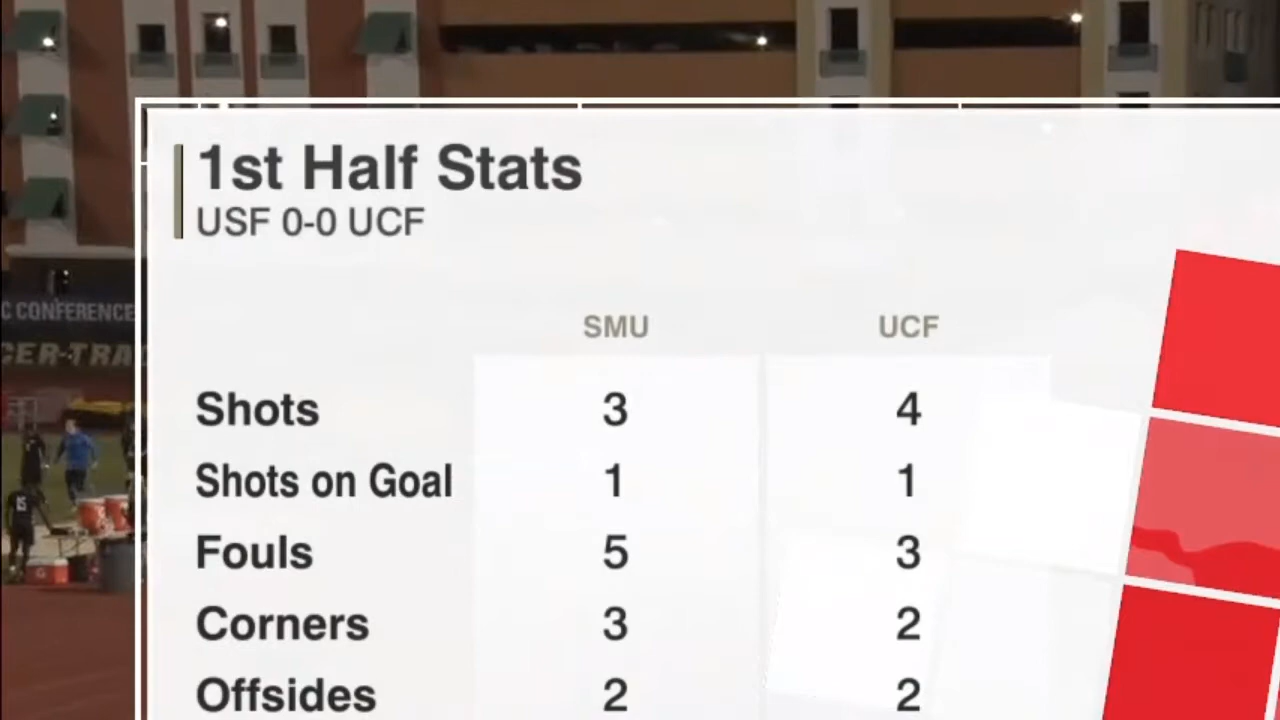 1st Half Stats
USF 0-0 UCF
SMU UCF
Shots 3 4
Shots on Goal 1 1
Fouls 5 3
Corners 3 2
Offsides 2 2
C CONFERENCE
CER-TRA
15